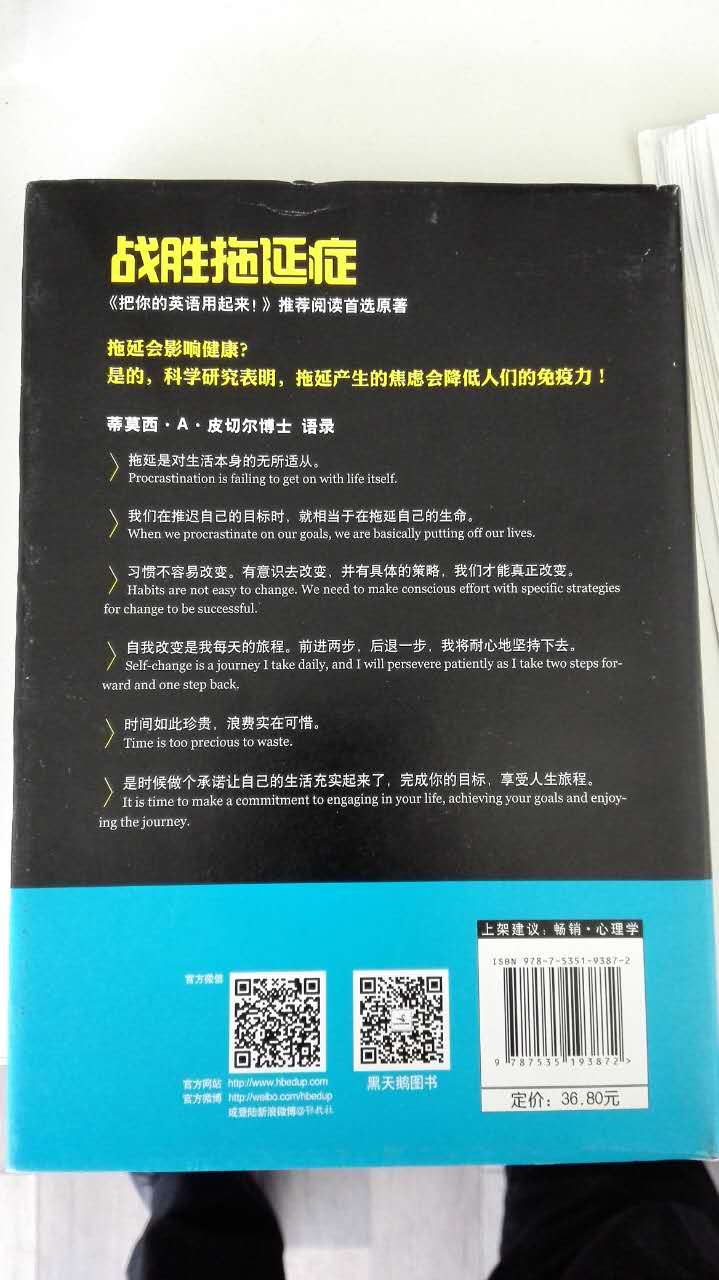 战胜拖延症
《把你的英语用起来！》推荐阅读首选原著
拖延会影响健康？
是的，科学研究表明，拖延产生的焦虑会降低人们的免疫力！
蒂莫西·A·皮切尔博士 语录
拖延是对生活本身的无所适从。
Procrastination is failing to get on with life itself.
我们在推迟自己的目标时，就相当于在拖延自己的生命。
When we procrastinate on our goals, we are basically putting off our lives.
习惯不容易改变。有意识去改变，并有具体的策略，我们才能真正改变。
Habits are not easy to change. We need to make conscious effort with specific strategies
for change to be successful.
自我改变是我每天的旅程。前进两步，后退一步，我将耐心地坚持下去。
Self-change is a journey I take daily, and I will persevere patiently as I take two steps for-
ward and one step back.
时间如此珍贵，浪费实在可惜。
Time is too precious to waste.
是时候做个承诺让自己的生活充实起来了，完成你的目标，享受人生旅程。
It is time to make a commitment to engaging in your life, achieving your goals and enjoy-
ing the journey.
上架建议：畅销·心理学
ISBN 978-7-5351-9387-2
9 787535 193872 >
定价：36.80元
官方微信
黑天鹅图书
官方网站 http://www.hbedup.com
官方微博 http://weibo.com/hbedup
或登陆新浪微博@鄂教社